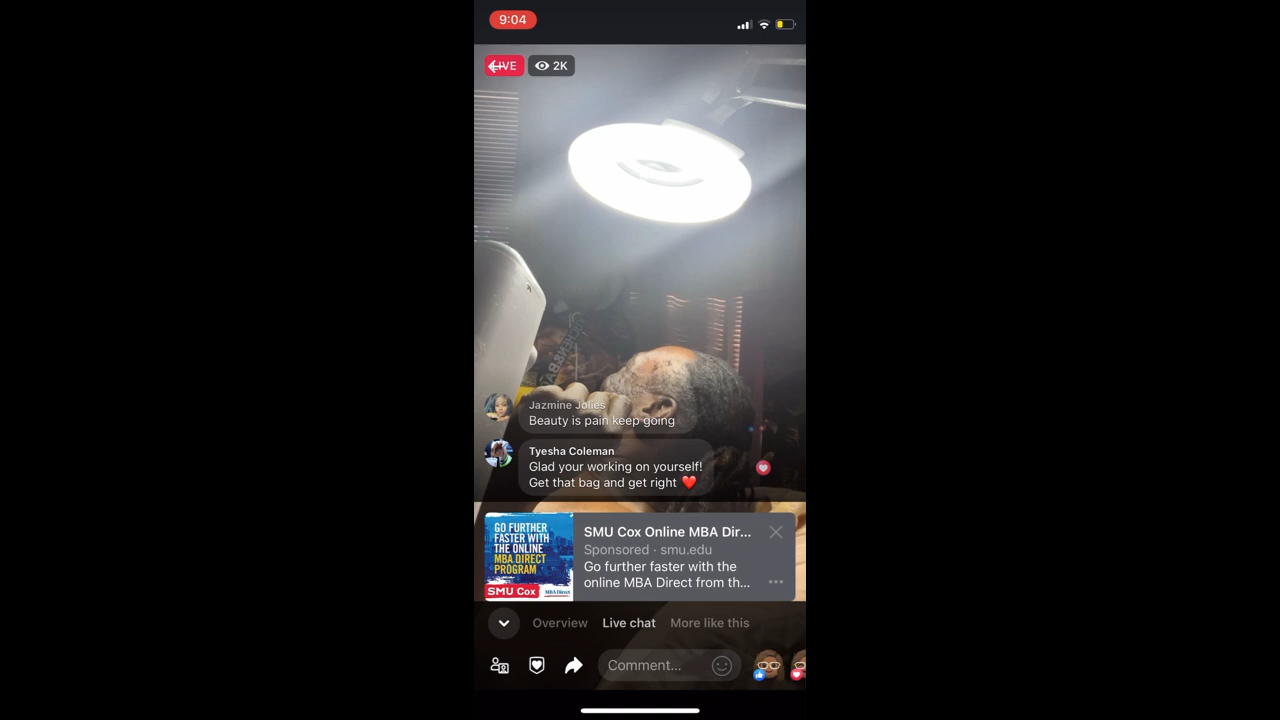 9:04
LIVE
2K
Jazmine Jolies
Beauty is pain keep going
Tyesha Coleman
Glad your working on yourself!
Get that bag and get right ❤️
GO FURTHER
FASTER WITH
THE ONLINE
MBA DIRECT
PROGRAM
SMU Cox
MBA Direct
SMU Cox Online MBA Dir...
Sponsored · smu.edu
Go further faster with the
online MBA Direct from th...
Overview
Live chat
More like this
Comment...